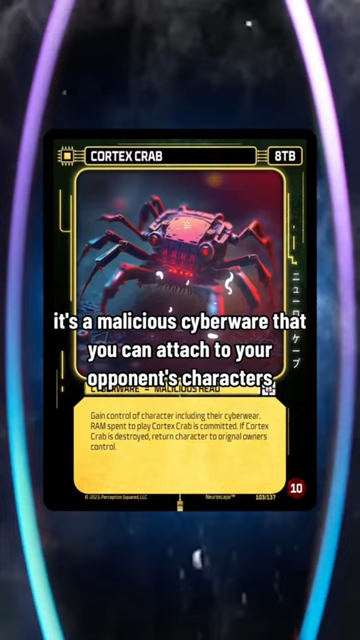 CORTEX CRAB
8TB
it's a malicious cyberware that
you can attach to your
opponent's characters
CYBERWARE – MALICIOUS HEAD
Gain control of character including their cyberwear.
RAM spent to play Cortex Crab is committed. If Cortex
Crab is destroyed, return character to orignal owners
control.
10
© 2023, Perception Squared, LLC
Neuroscape™
103/137